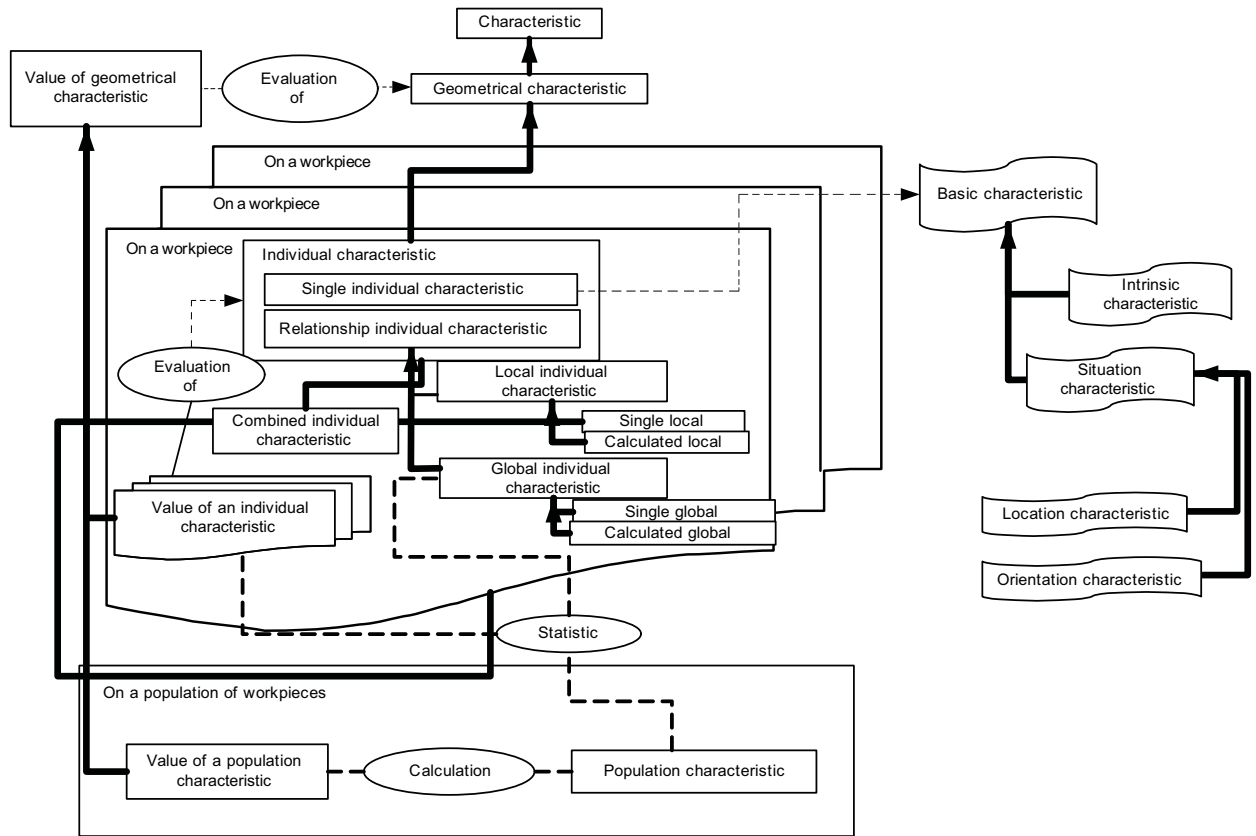 Characteristic
Value of geometrical
characteristic
Evaluation
of
Geometrical characteristic
On a workpiece
On a workpiece
On a workpiece
Basic characteristic
Individual characteristic
Single individual characteristic
Relationship individual characteristic
Intrinsic
characteristic
Evaluation
of
Local individual
characteristic
Situation
characteristic
Combined individual
characteristic
Single local
Calculated local
Global individual
characteristic
Value of an individual
characteristic
Single global
Calculated global
Location characteristic
Orientation characteristic
Statistic
On a population of workpieces
Value of a population
characteristic
Calculation
Population characteristic